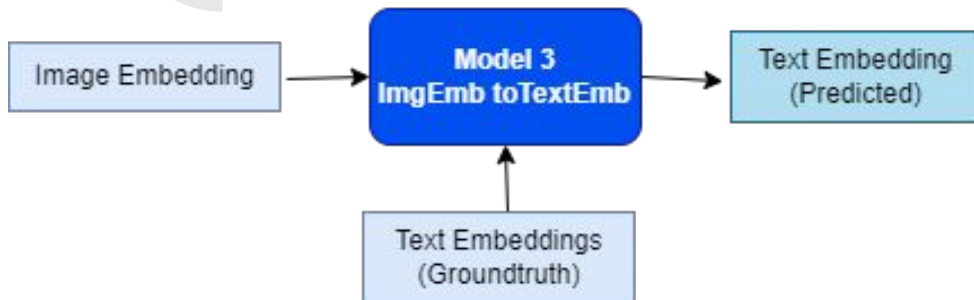 Image Embedding
Model 3
ImgEmb toTextEmb
Text Embedding
(Predicted)
Text Embeddings
(Groundtruth)